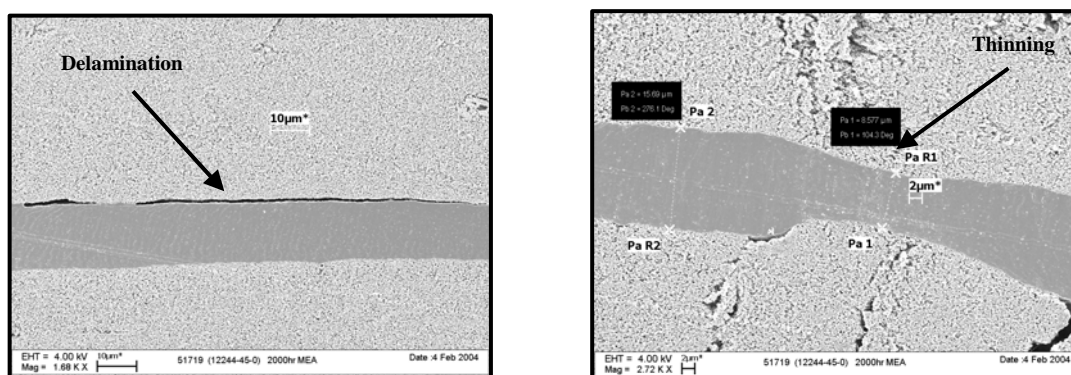 Delamination
10µm*
EHT = 4.00 kV
Mag = 1.68 K X
10µm*
51719 (12244-45-0) 2000hr MEA
Date :4 Feb 2004
Thinning
Pa 2 = 15.69 µm
Pb 2 = 276.1 Deg
Pa 2
Pa 1 = 8.577 µm
Pb 1 = 104.3 Deg
Pa R1
2µm*
Pa R2
Pa 1
EHT = 4.00 kV
Mag = 2.72 K X
2µm*
51719 (12244-45-0) 2000hr MEA
Date :4 Feb 2004